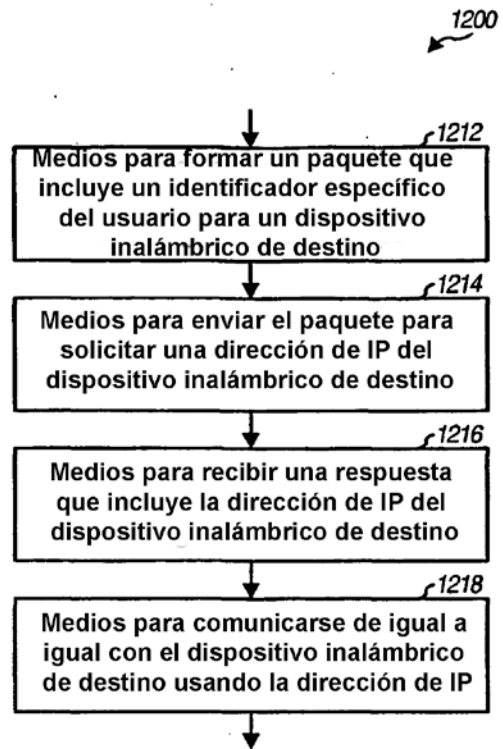 1200
1212
Medios para formar un paquete que
incluye un identificador específico
del usuario para un dispositivo
inalámbrico de destino
1214
Medios para enviar el paquete para
solicitar una dirección de IP del
dispositivo inalámbrico de destino
1216
Medios para recibir una respuesta
que incluye la dirección de IP del
dispositivo inalámbrico de destino
1218
Medios para comunicarse de igual a
igual con el dispositivo inalámbrico
de destino usando la dirección de IP